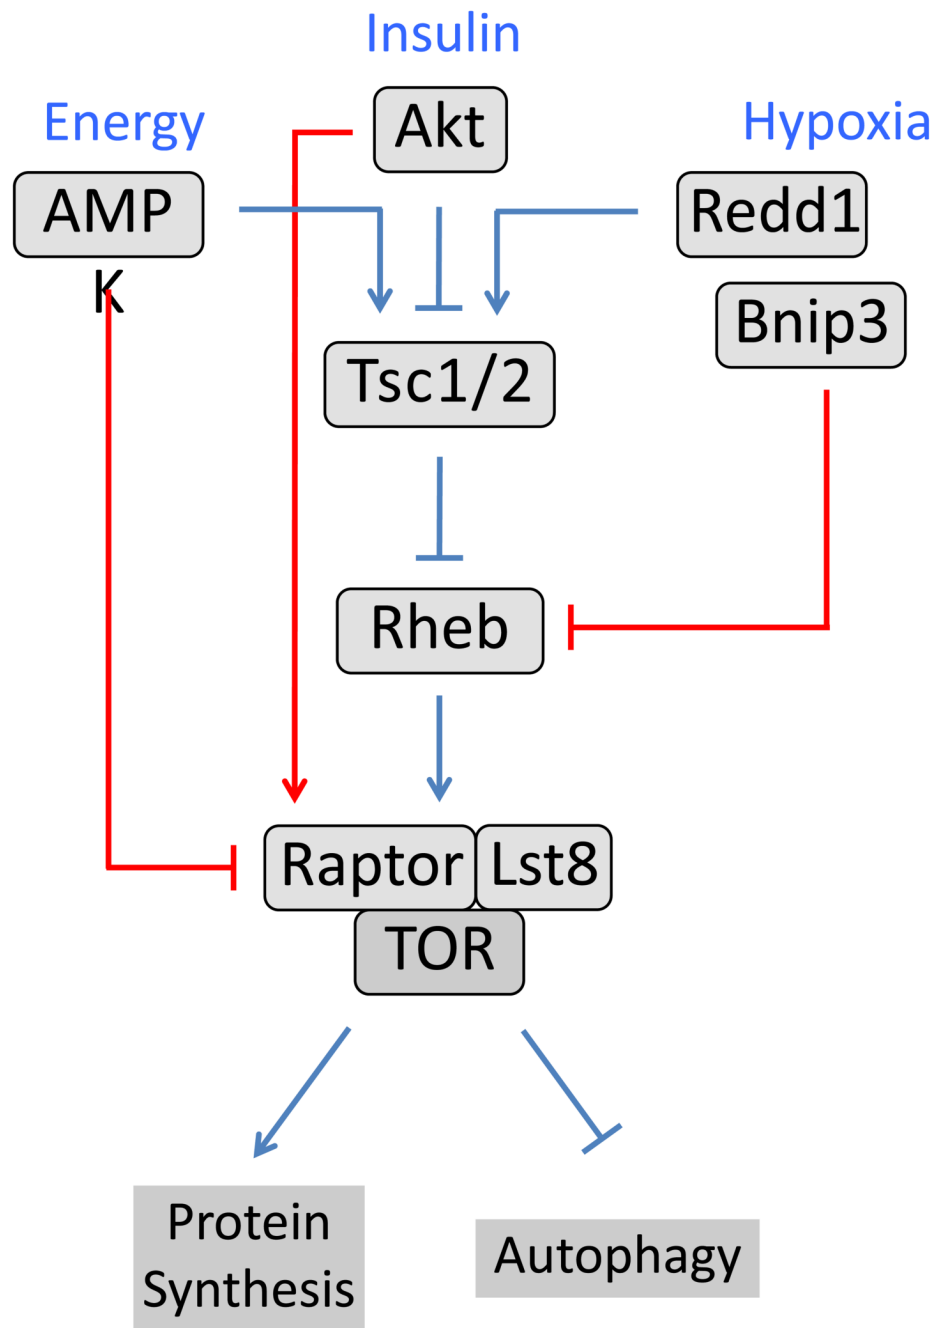 Insulin
Akt
Energy
Hypoxia
AMP
K
Redd1
Bnip3
Tsc1/2
Rheb
Raptor
Lst8
TOR
Protein
Synthesis
Autophagy